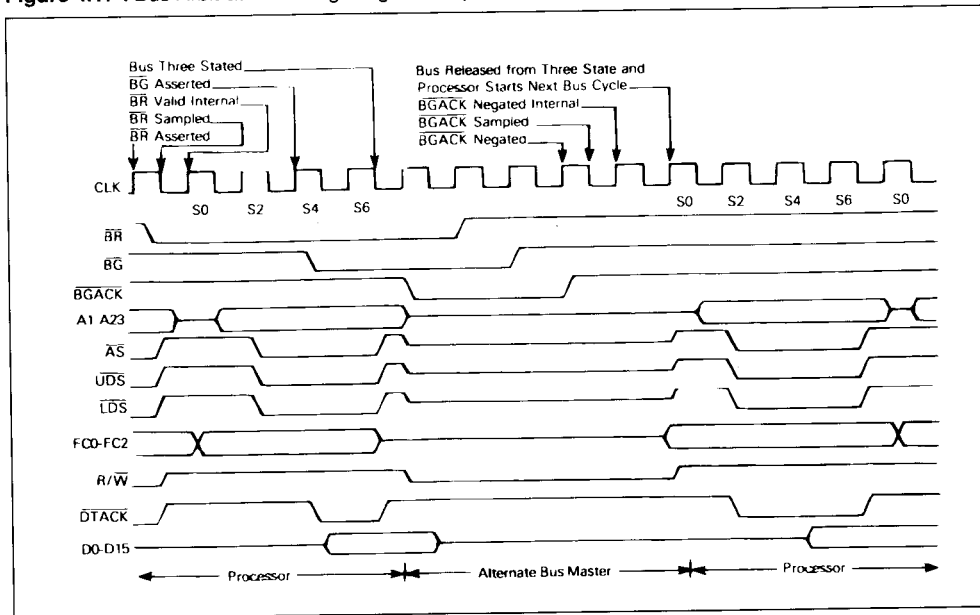 Bus Three Stated
BG Asserted
BR Valid Internal
BR Sampled
BR Asserted
Bus Released from Three State and
Processor Starts Next Bus Cycle
BGACK Negated Internal
BGACK Sampled
BGACK Negated
CLK
S0 S2 S4 S6 S0 S2 S4 S6 S0
BR
BG
BGACK
A1 A23
AS
UDS
LDS
FC0-FC2
R/W
DTACK
D0-D15
Processor Alternate Bus Master Processor